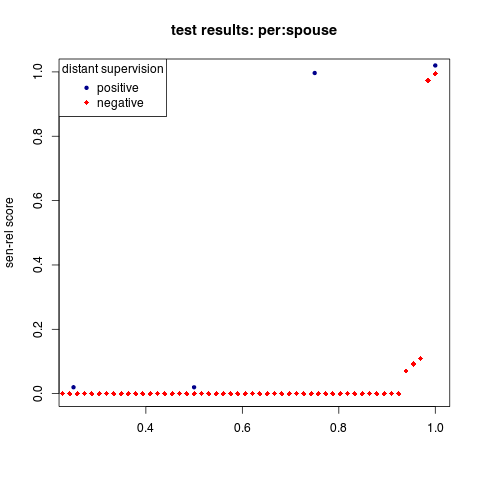 test results: per:spouse
distant supervision
positive
negative
sen-rel score
1.0
0.8
0.6
0.4
0.2
0.0
0.4
0.6
0.8
1.0